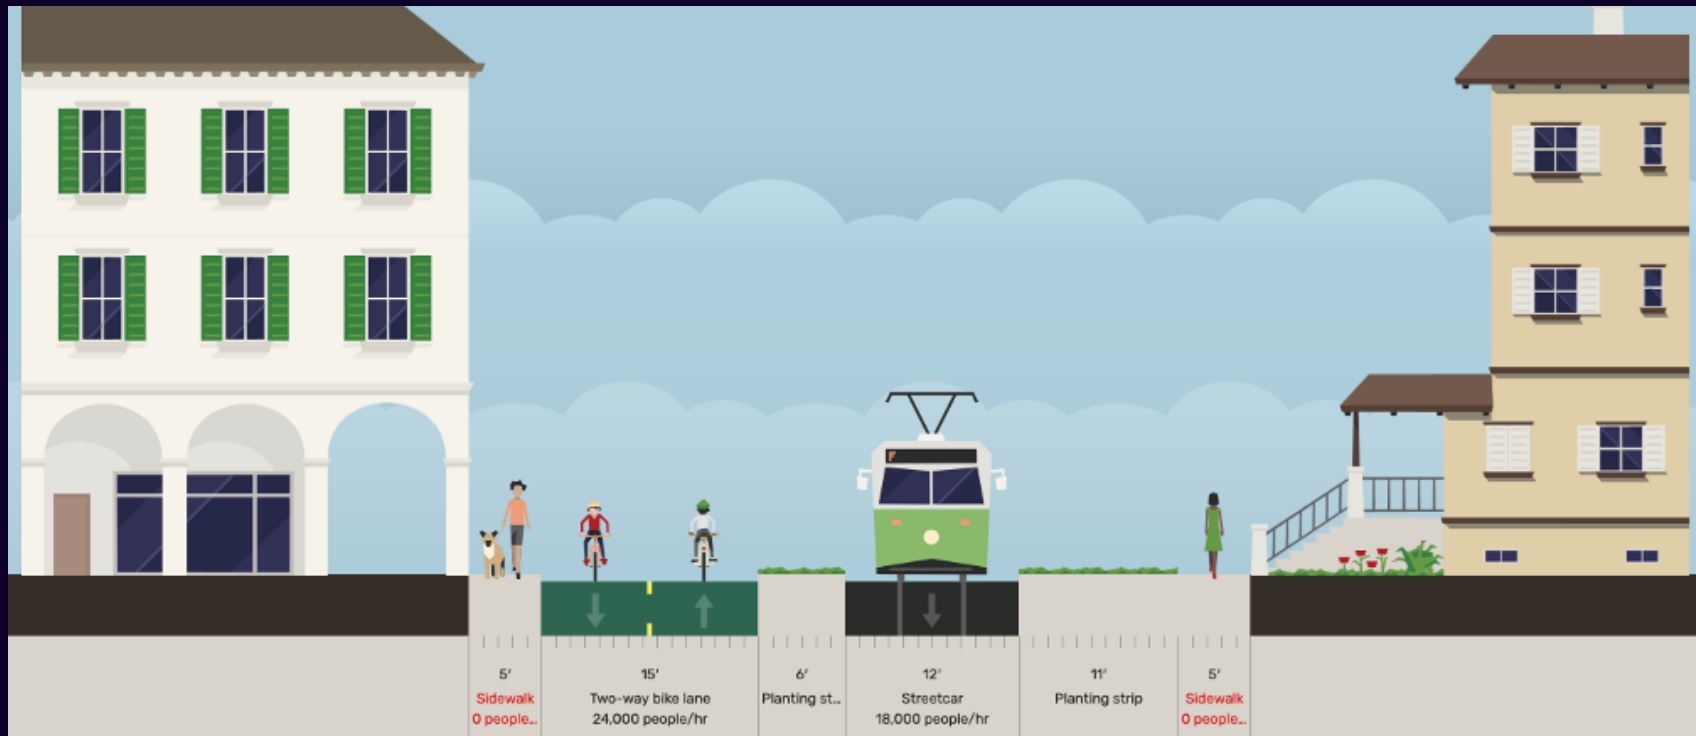 F
5′
Sidewalk
0 people...
15′
Two-way bike lane
24,000 people/hr
6′
Planting st...
12′
Streetcar
18,000 people/hr
11′
Planting strip
5′
Sidewalk
0 people...